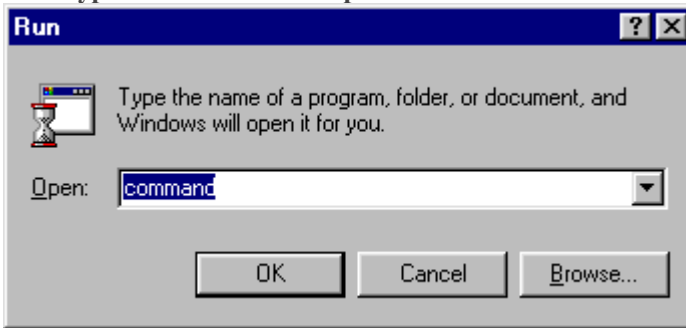 Run
Type the name of a program, folder, or document, and
Windows will open it for you.
Open: command
OK Cancel Browse...